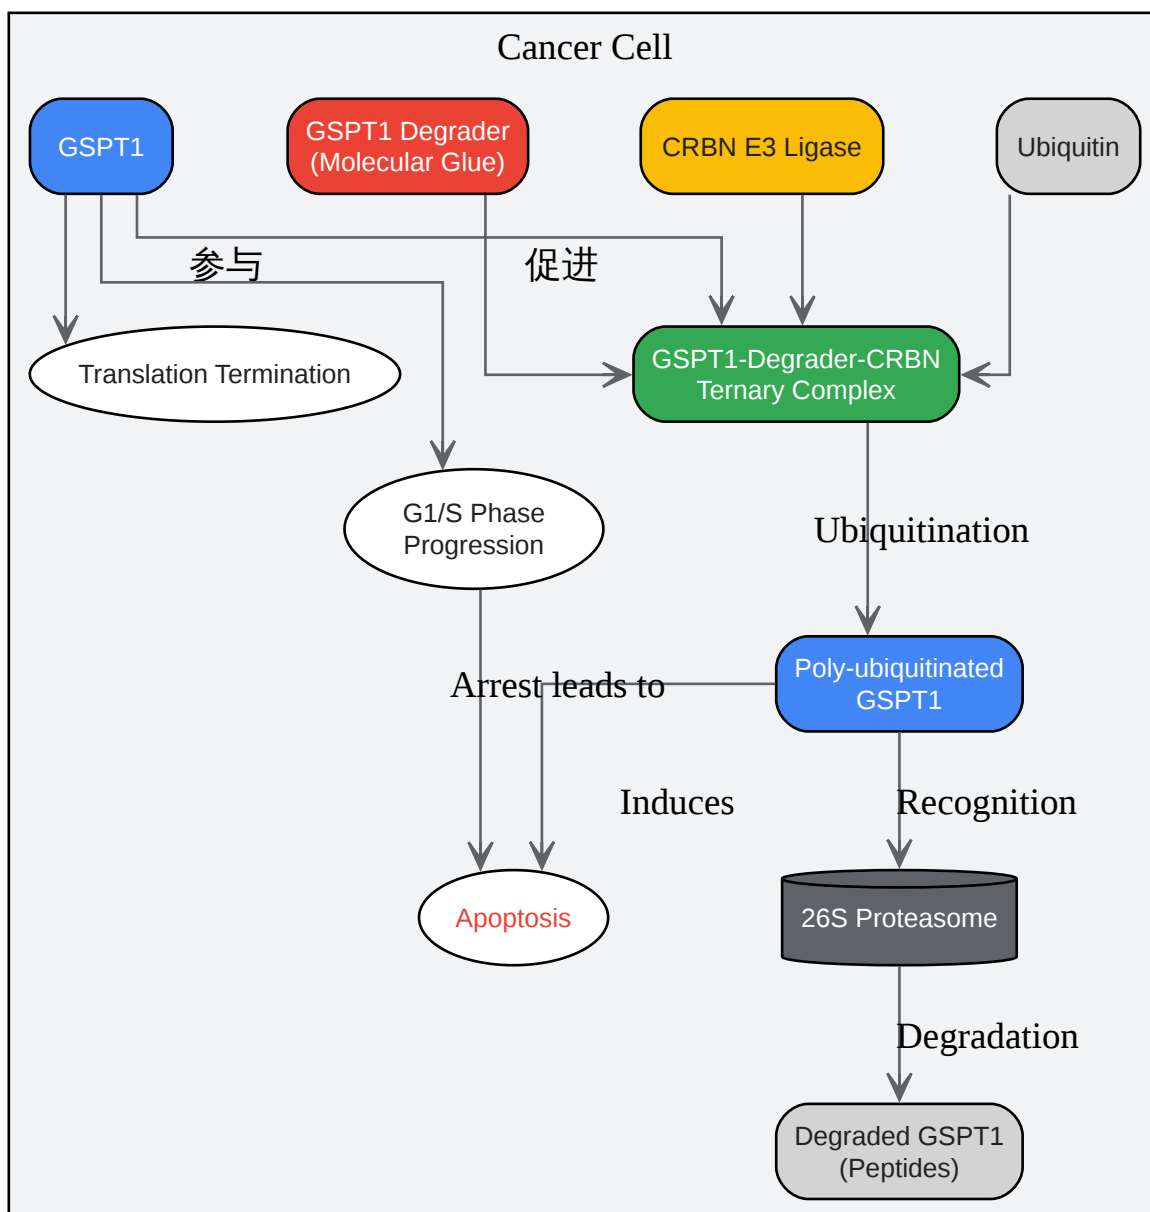 Cancer Cell
GSPT1
GSPT1 Degrader
(Molecular Glue)
CRBN E3 Ligase
Ubiquitin
参与
促进
Translation Termination
GSPT1-Degrader-CRBN
Ternary Complex
G1/S Phase
Progression
Ubiquitination
Arrest leads to
Poly-ubiquitinated
GSPT1
Induces
Recognition
Apoptosis
26S Proteasome
Degradation
Degraded GSPT1
(Peptides)